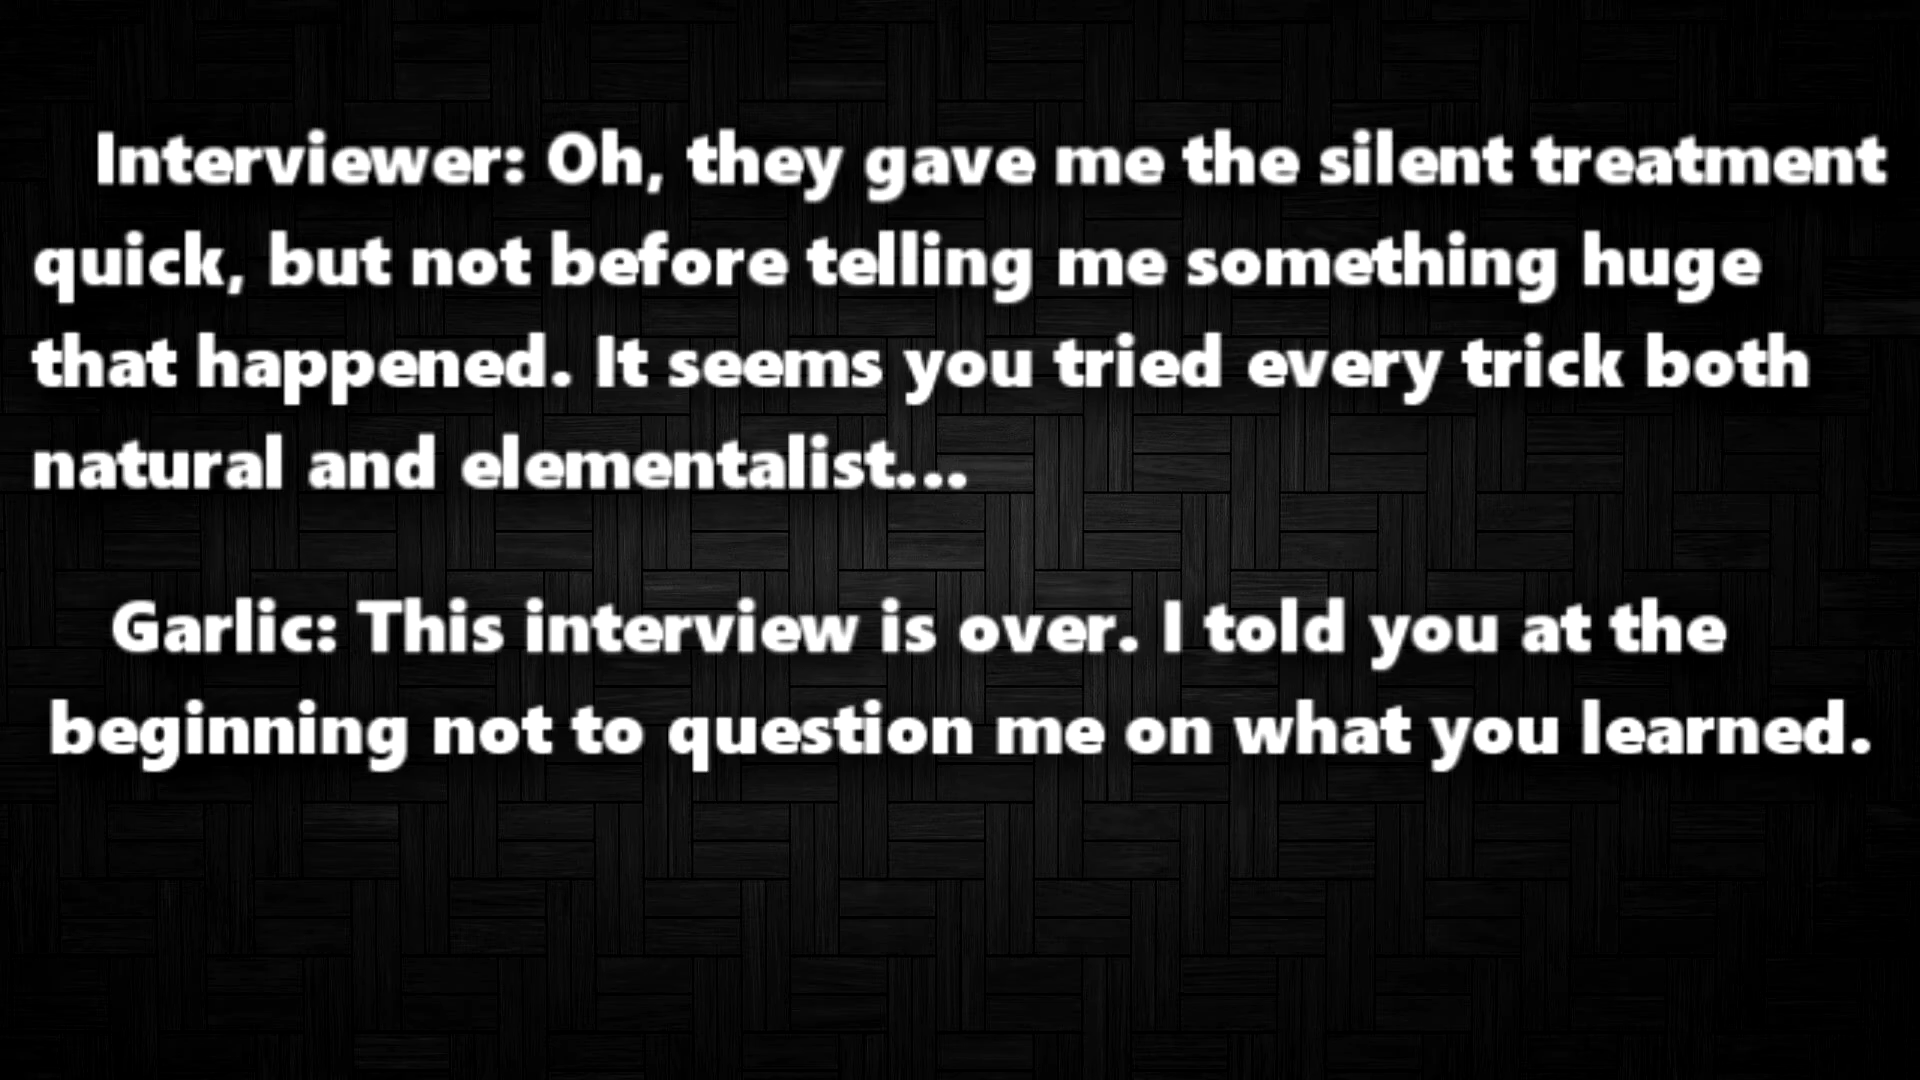 Interviewer: Oh, they gave me the silent treatment
quick, but not before telling me something huge
that happened. It seems you tried every trick both
natural and elementalist...
Garlic: This interview is over. I told you at the
beginning not to question me on what you learned.